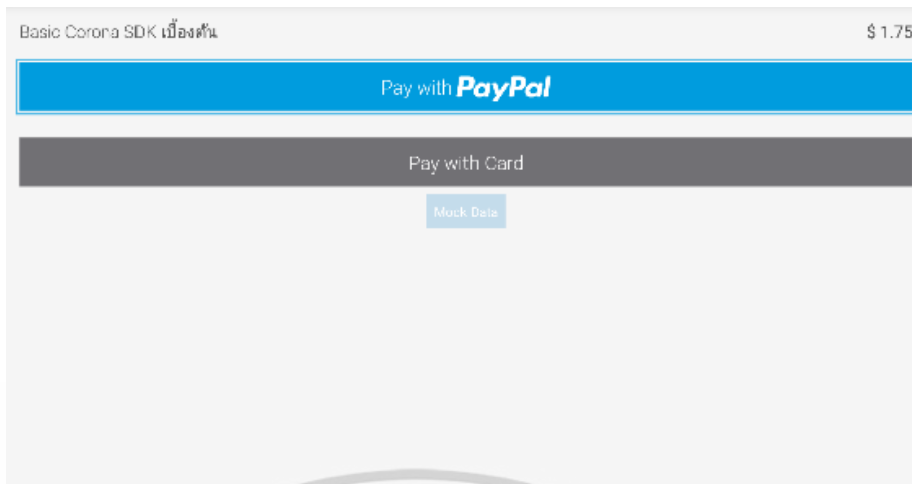 Basic Corona SDK เบื้องต้น $ 1.75
Pay with PayPal
Pay with Card
Mock Data